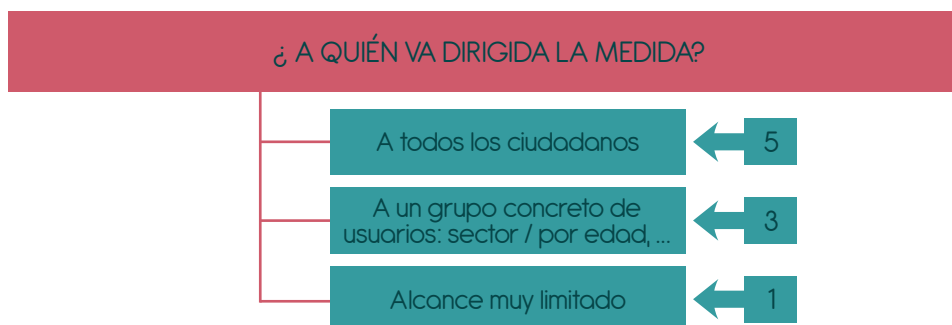 ¿ A QUIÉN VA DIRIGIDA LA MEDIDA?
A todos los ciudadanos
5
A un grupo concreto de
usuarios: sector / por edad, ...
3
Alcance muy limitado
1